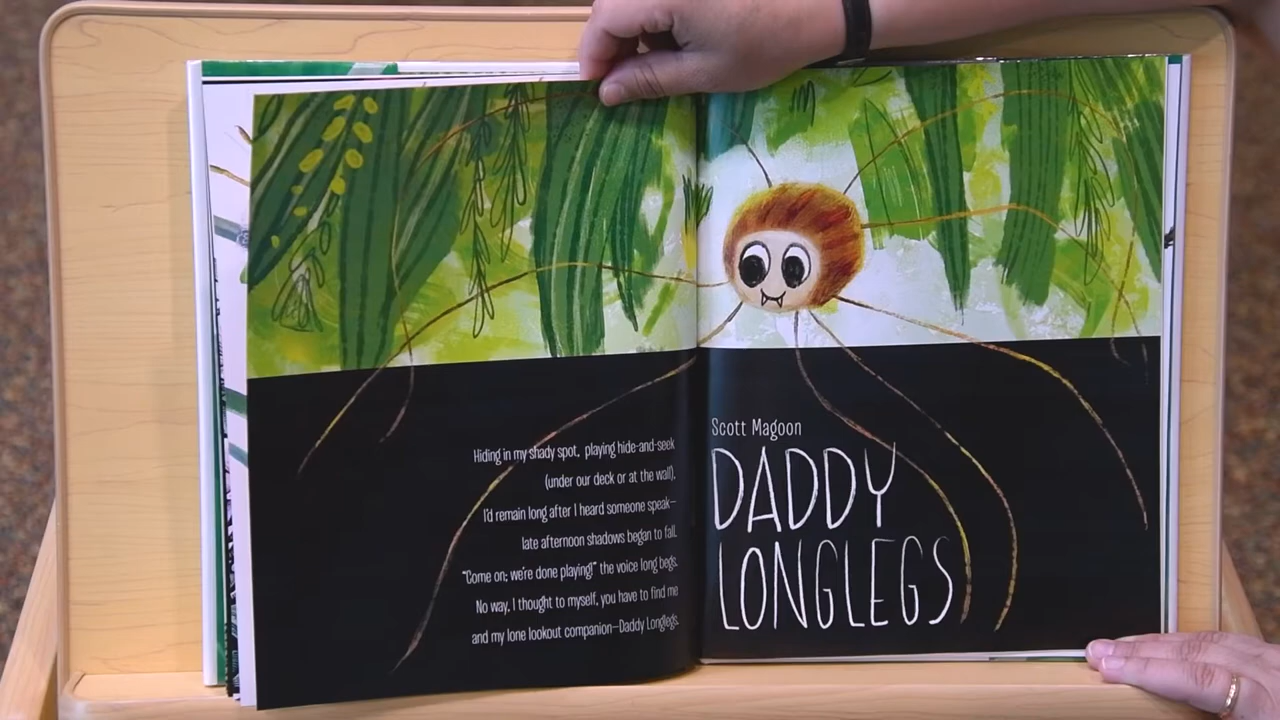 Hiding in my shady spot, playing hide-and-seek
(under our deck or at the wall),
I'd remain long after I heard someone speak—
late afternoon shadows began to fall.
"Come on; we're done playing!" the voice long begs.
No way, I thought to myself, you have to find me
and my lone lookout companion—Daddy Longlegs.
Scott Magoon
DADDY
LONGLEGS